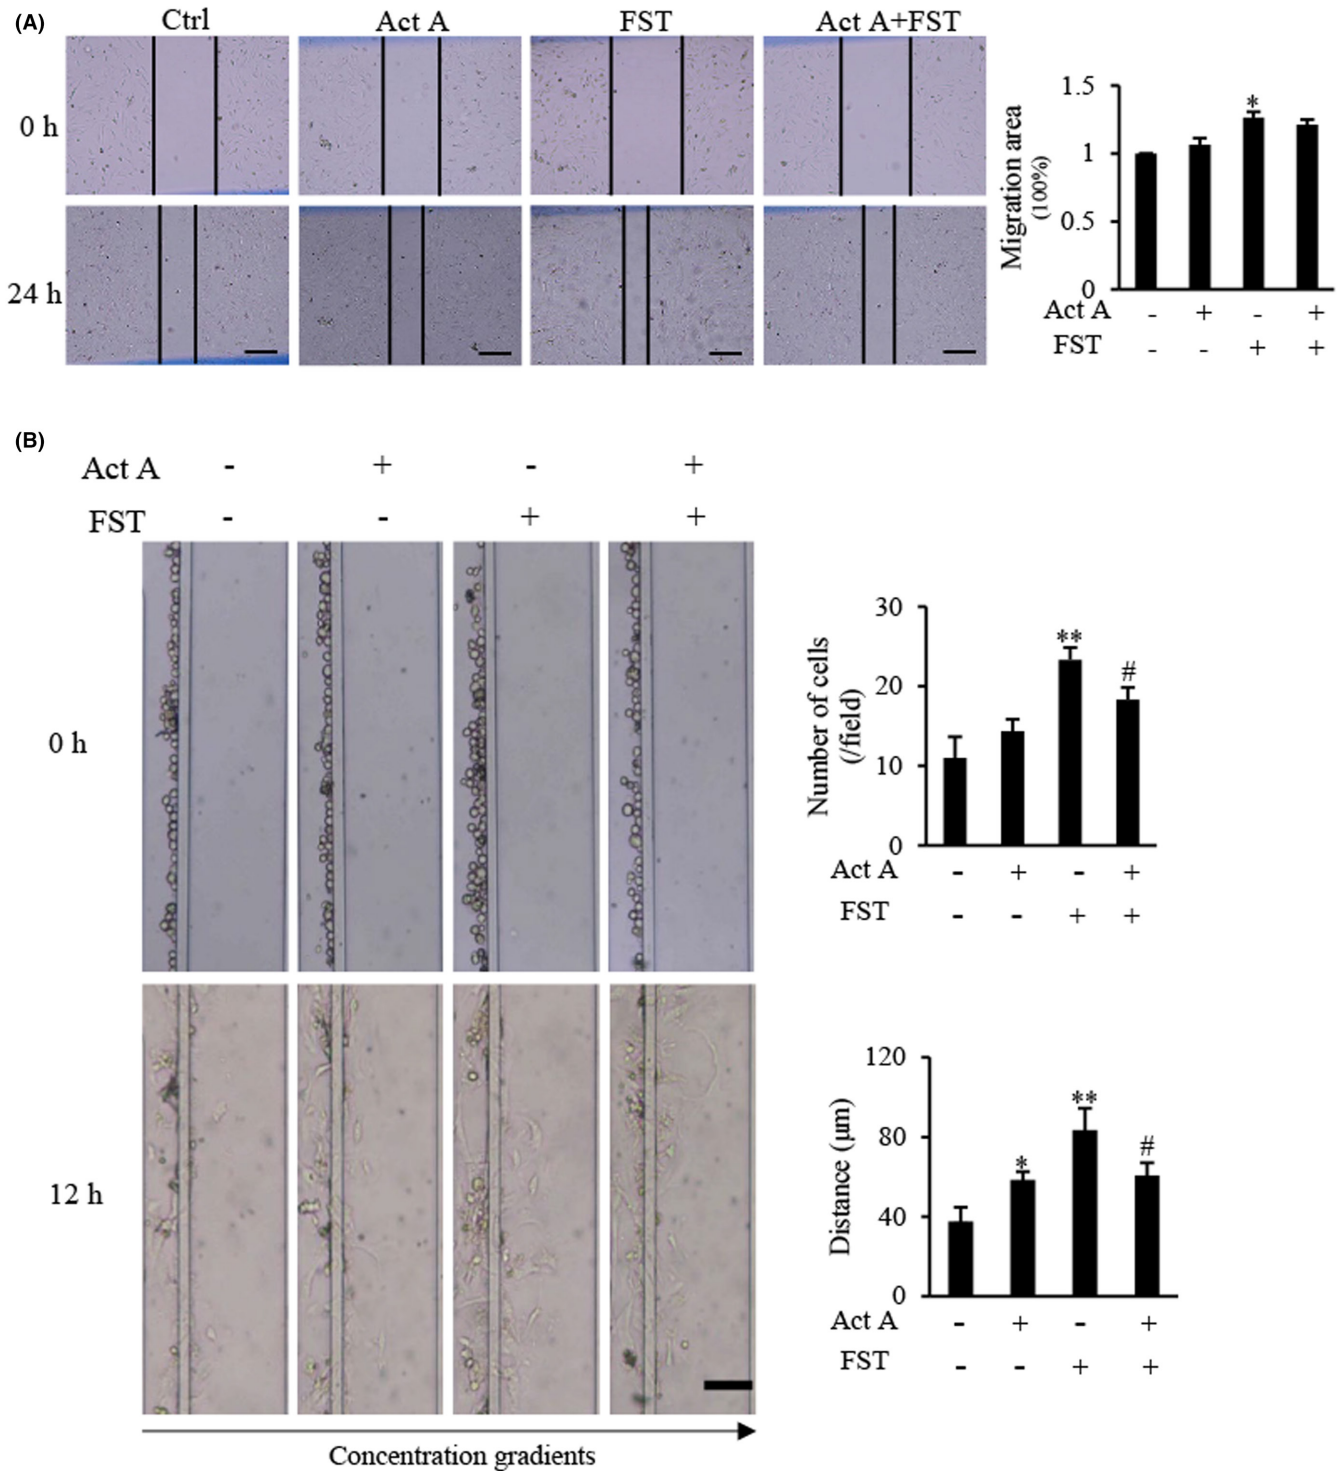 (A)
Ctrl Act A FST Act A+FST
0 h
24 h
Migration area
(100%)
1.5
1
0.5
0
*
Act A - + - +
FST - - + +
(B)
Act A - + - +
FST - - + +
0 h
12 h
Concentration gradients
Number of cells
(/field)
30
20
10
0
** #
Act A - + - +
FST - - + +
Distance (μm)
120
80
40
0
* ** #
Act A - + - +
FST - - + +